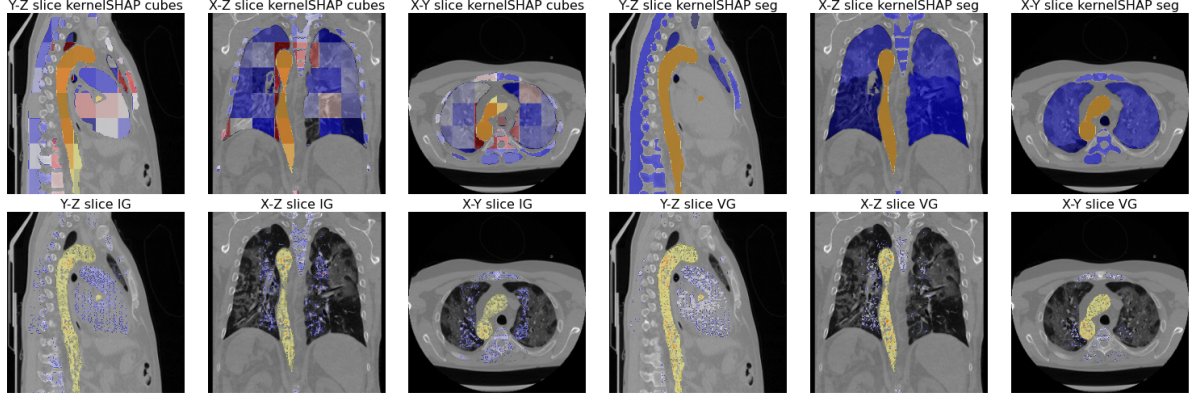 Y-Z slice kernelSHAP cubes
X-Z slice kernelSHAP cubes
X-Y slice kernelSHAP cubes
Y-Z slice kernelSHAP seg
X-Z slice kernelSHAP seg
X-Y slice kernelSHAP seg
Y-Z slice IG
X-Z slice IG
X-Y slice IG
Y-Z slice VG
X-Z slice VG
X-Y slice VG